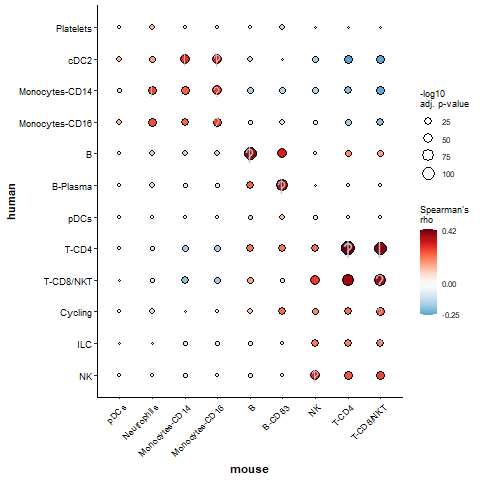 Platelets
cDC2
Monocytes-CD14
Monocytes-CD16
B
B-Plasma
pDCs
T-CD4
T-CD8/NKT
Cycling
ILC
NK
human
pDCs
Neutrophils
Monocytes-CD14
Monocytes-CD16
B
B-CD83
NK
T-CD4
T-CD8/NKT
mouse
-log10
adj. p-value
25
50
75
100
Spearman's
rho
0.42
0.00
-0.25